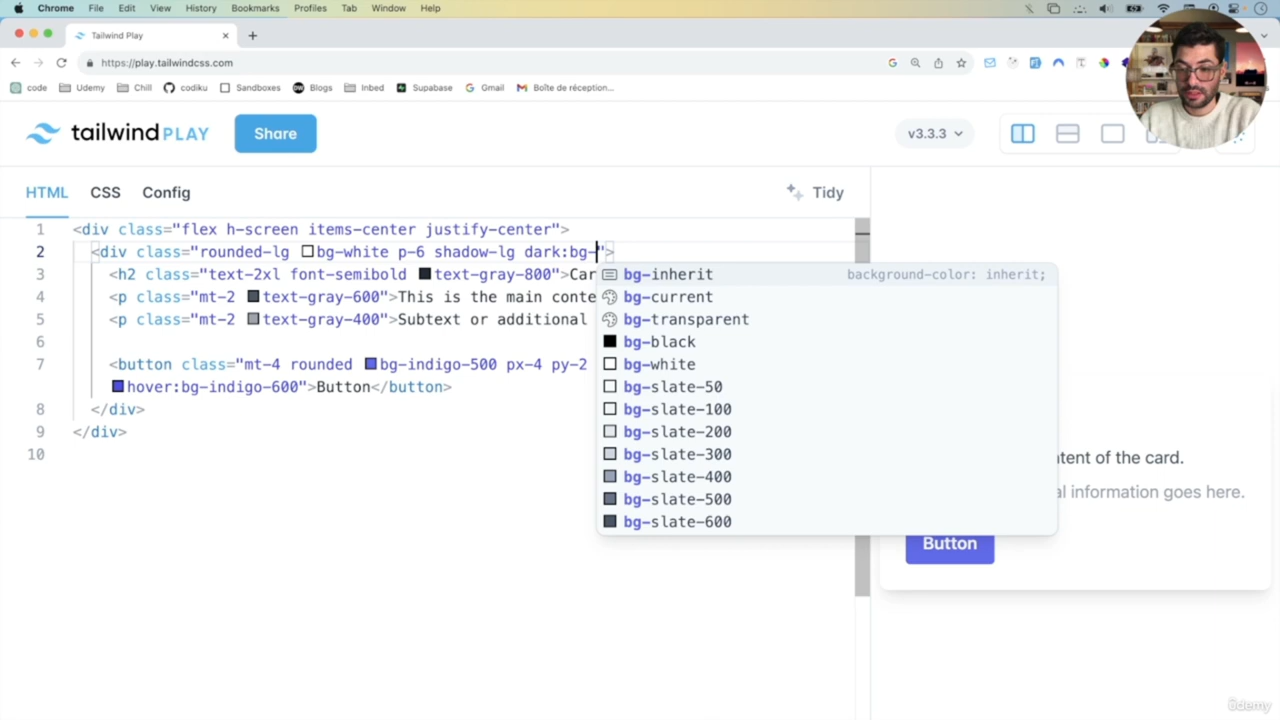 Chrome File Edit View History Bookmarks Profiles Tab Window Help
Tailwind Play
https://play.tailwindcss.com
code Udemy Chill codiku Sandboxes Blogs Inbed Supabase Gmail Boîte de réception...
tailwind PLAY Share v3.3.3
HTML CSS Config Tidy
1 <div class="flex h-screen items-center justify-center">
2 <div class="rounded-lg bg-white p-6 shadow-lg dark:bg-">
3 <h2 class="text-2xl font-semibold text-gray-800">Car
4 <p class="mt-2 text-gray-600">This is the main conte
5 <p class="mt-2 text-gray-400">Subtext or additional
6
7 <button class="mt-4 rounded bg-indigo-500 px-4 py-2
hover:bg-indigo-600">Button</button>
8 </div>
9 </div>
10
bg-inherit background-color: inherit;
bg-current
bg-transparent
bg-black
bg-white
bg-slate-50
bg-slate-100
bg-slate-200
bg-slate-300
bg-slate-400
bg-slate-500
bg-slate-600
ntent of the card.
al information goes here.
Button
ûdemy